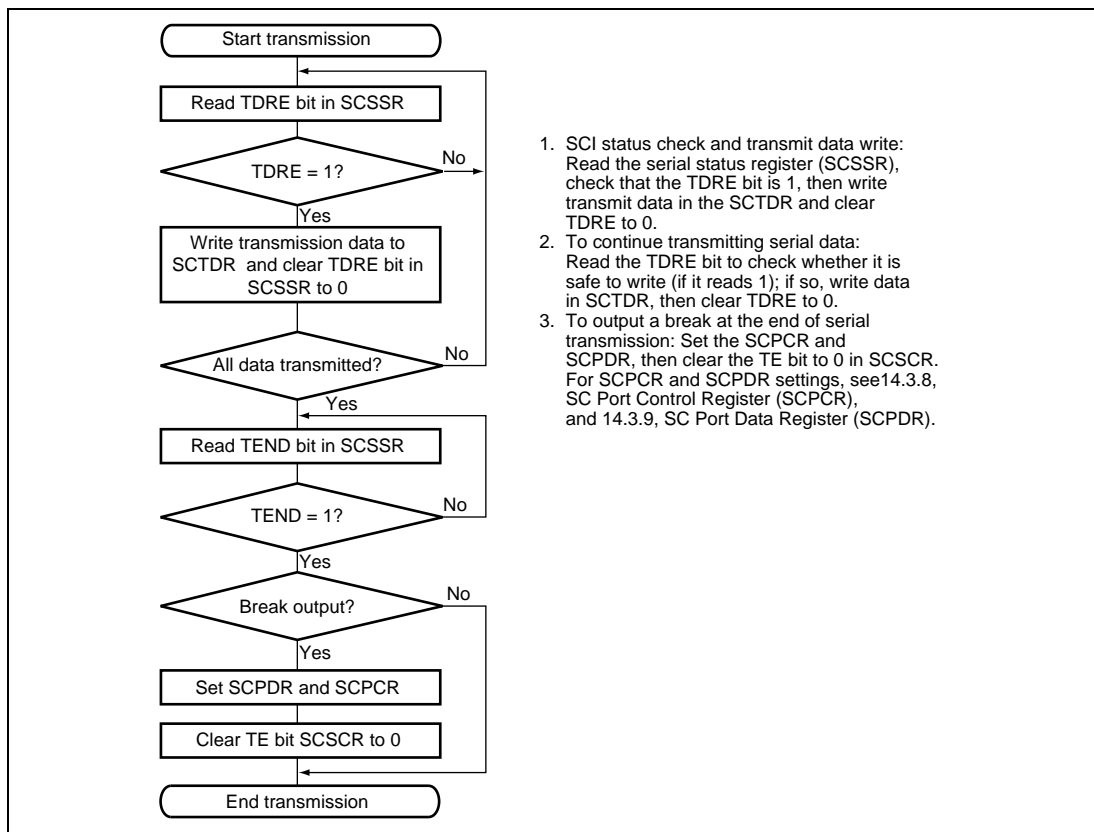 Start transmission
Read TDRE bit in SCSSR
TDRE = 1?
No
Yes
Write transmission data to
SCTDR and clear TDRE bit in
SCSSR to 0
All data transmitted?
No
Yes
Read TEND bit in SCSSR
TEND = 1?
No
Yes
Break output?
No
Yes
Set SCPDR and SCPCR
Clear TE bit SCSCR to 0
End transmission
1. SCI status check and transmit data write:
Read the serial status register (SCSSR),
check that the TDRE bit is 1, then write
transmit data in the SCTDR and clear
TDRE to 0.
2. To continue transmitting serial data:
Read the TDRE bit to check whether it is
safe to write (if it reads 1); if so, write data
in SCTDR, then clear TDRE to 0.
3. To output a break at the end of serial
transmission: Set the SCPCR and
SCPDR, then clear the TE bit to 0 in SCSCR.
For SCPCR and SCPDR settings, see14.3.8,
SC Port Control Register (SCPCR),
and 14.3.9, SC Port Data Register (SCPDR).